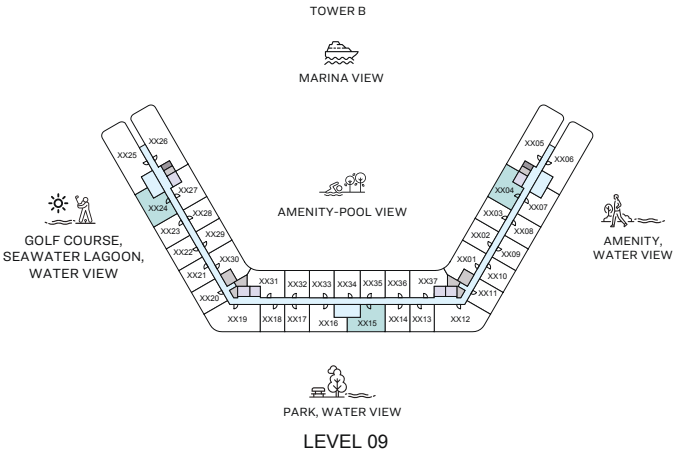 TOWER B
MARINA VIEW
XX26
XX25
XX05
XX06
XX27
XX24
XX04
XX07
XX28
XX23
XX03
XX08
AMENITY-POOL VIEW
GOLF COURSE,
SEAWATER LAGOON,
WATER VIEW
AMENITY,
WATER VIEW
XX29
XX22
XX02
XX09
XX30
XX21
XX01
XX10
XX20
XX11
XX31 XX32 XX33 XX34 XX35 XX36 XX37
XX19 XX18 XX17 XX16 XX15 XX14 XX13 XX12
PARK, WATER VIEW
LEVEL 09